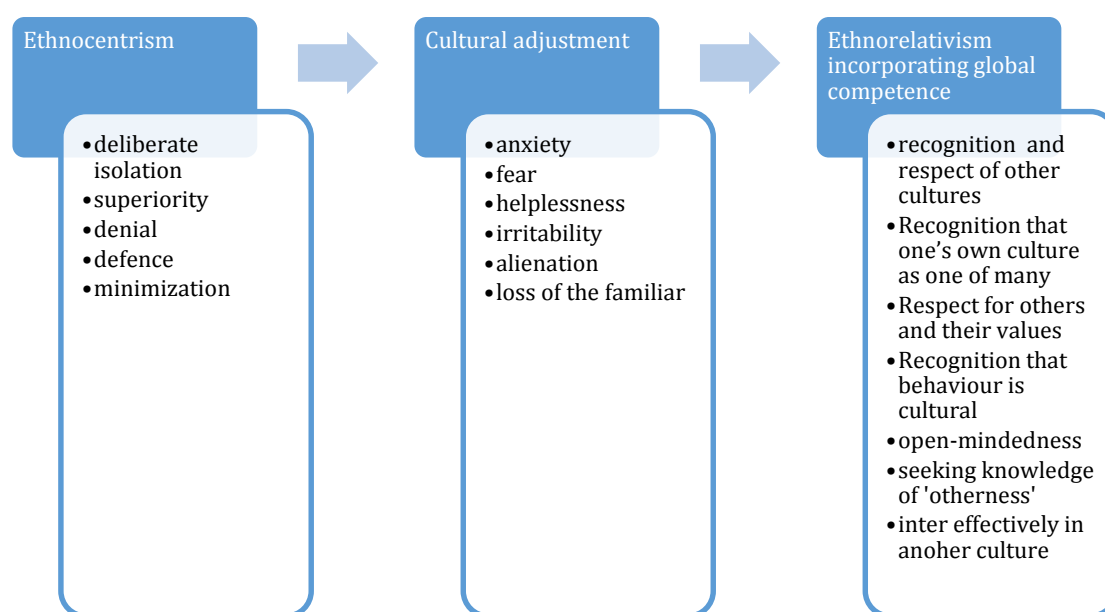 Ethnocentrism
•deliberate
isolation
•superiority
•denial
•defence
•minimization
Cultural adjustment
•anxiety
•fear
•helplessness
•irritability
•alienation
•loss of the familiar
Ethnorelativism
incorporating global
competence
•recognition and
respect of other
cultures
•Recognition that
one's own culture
as one of many
•Respect for others
and their values
•Recognition that
behaviour is
cultural
•open-mindedness
•seeking knowledge
of 'otherness'
•inter effectively in
anoher culture